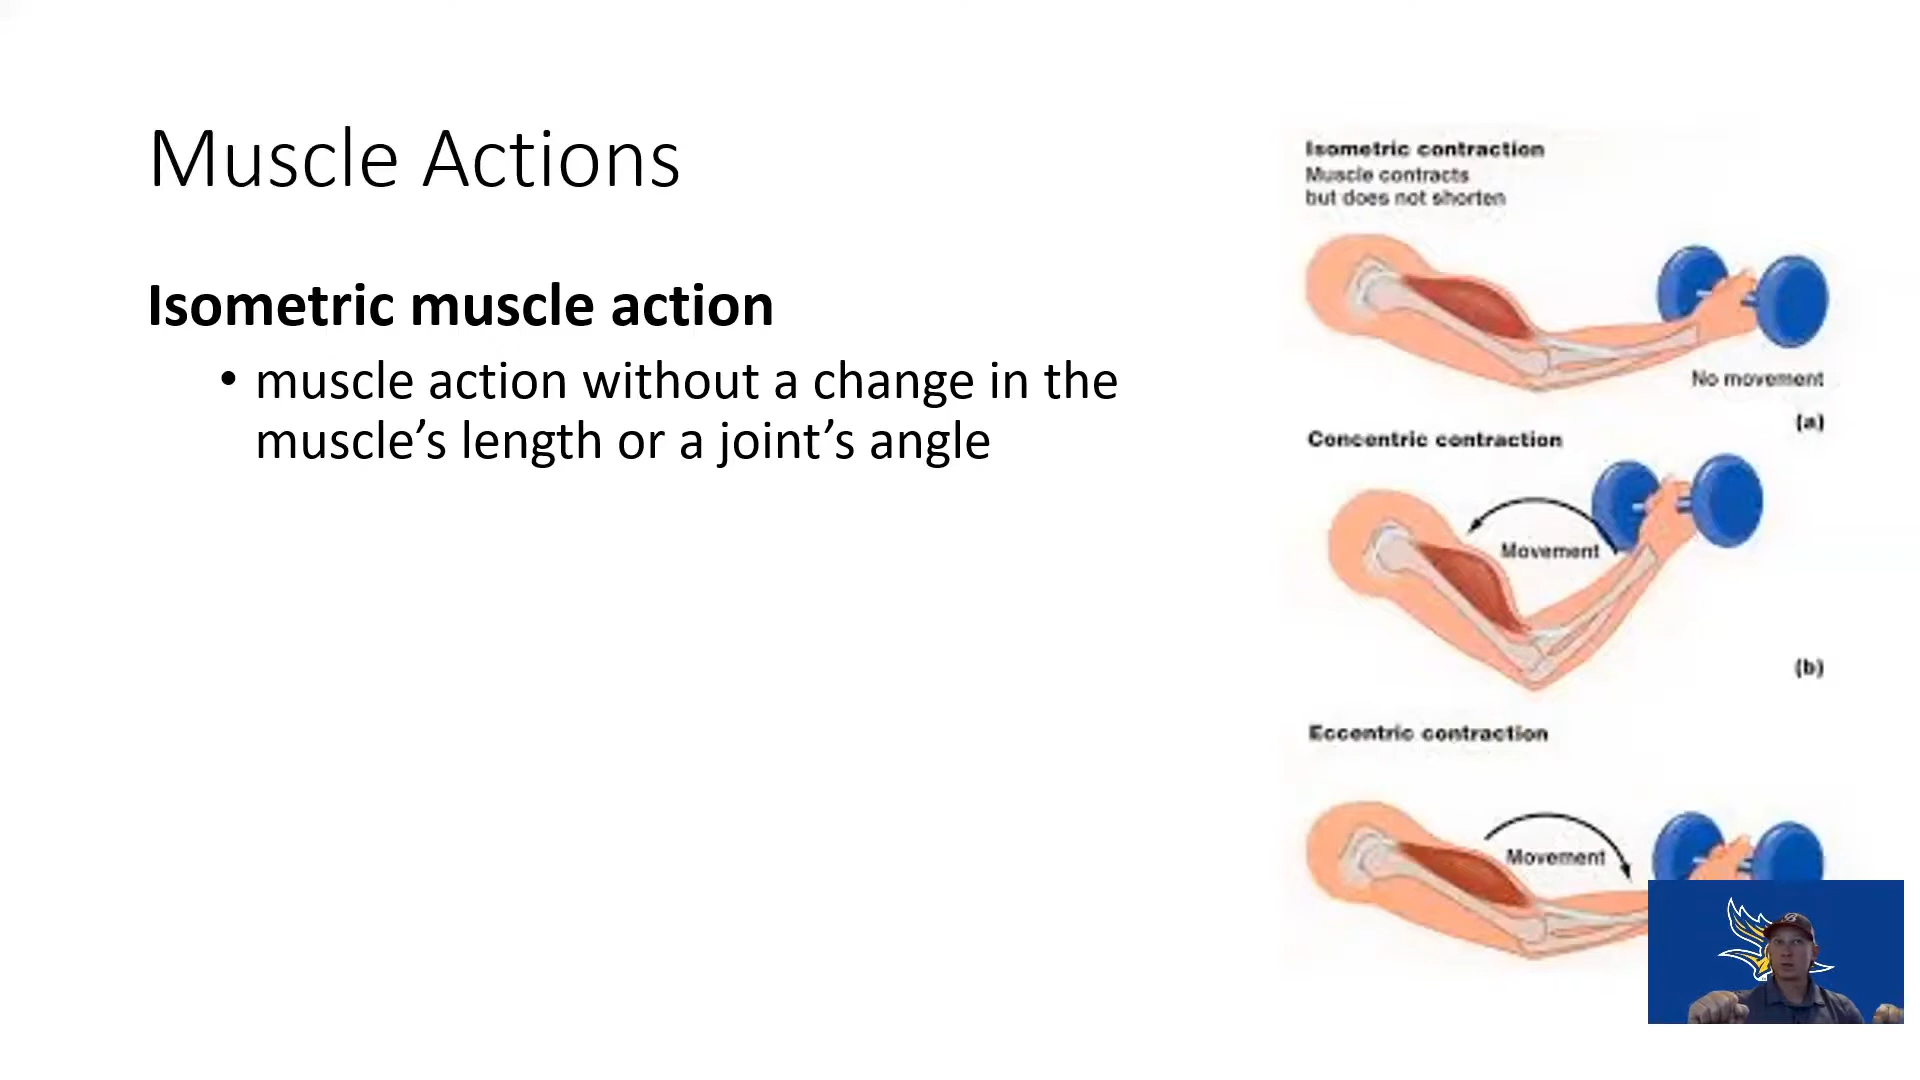 Muscle Actions
Isometric muscle action
• muscle action without a change in the
muscle’s length or a joint’s angle
Isometric contraction
Muscle contracts
but does not shorten
No movement
(a)
Concentric contraction
Movement
(b)
Eccentric contraction
Movement